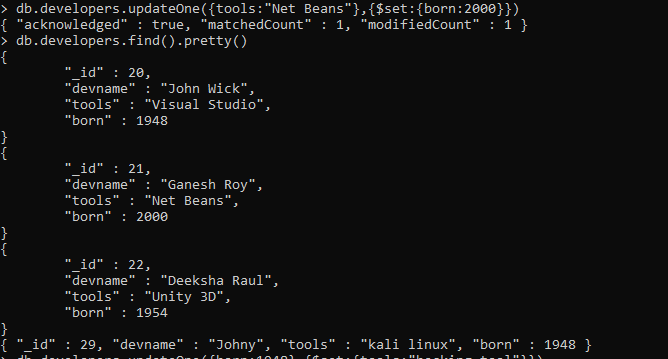 > db.developers.updateOne({tools:"Net Beans"},{$set:{born:2000}})
{ "acknowledged" : true, "matchedCount" : 1, "modifiedCount" : 1 }
> db.developers.find().pretty()
{
"_id" : 20,
"devname" : "John Wick",
"tools" : "Visual Studio",
"born" : 1948
}
{
"_id" : 21,
"devname" : "Ganesh Roy",
"tools" : "Net Beans",
"born" : 2000
}
{
"_id" : 22,
"devname" : "Deeksha Raul",
"tools" : "Unity 3D",
"born" : 1954
}
{ "_id" : 29, "devname" : "Johny", "tools" : "kali linux", "born" : 1948 }
> db.developers.updateOne({born:1948},{$set:{tools:"hacking tool"}})